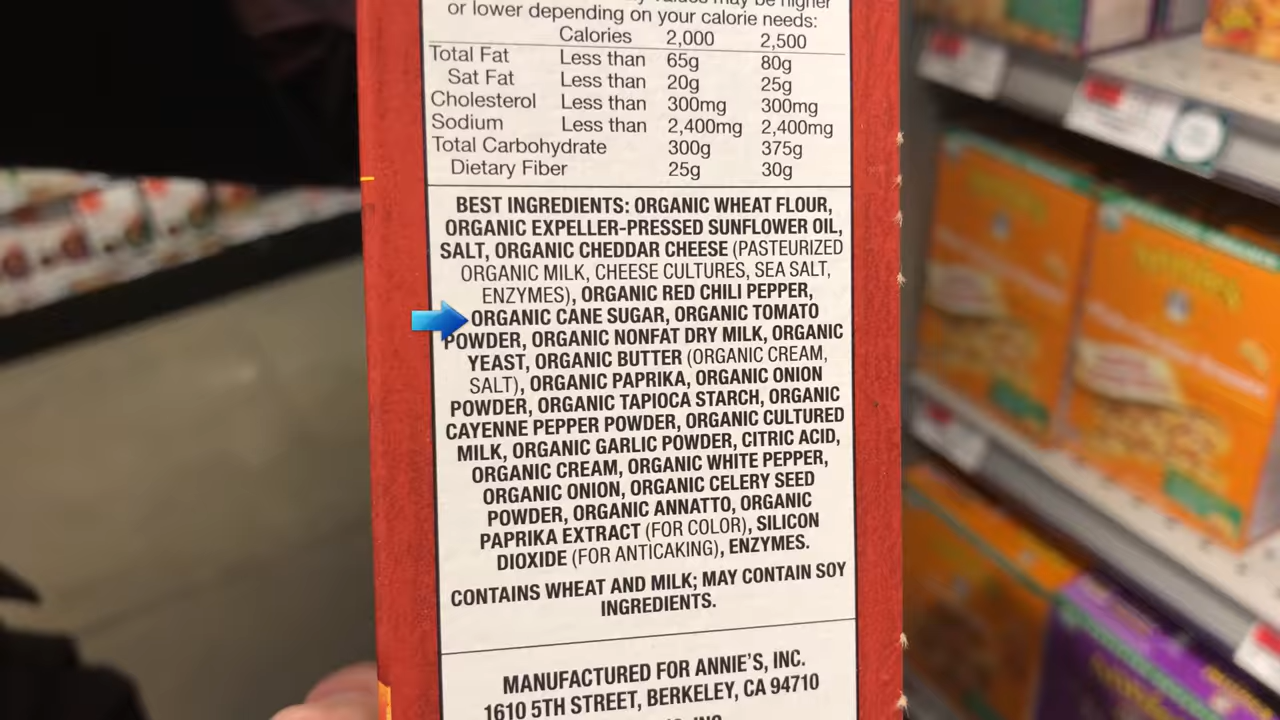 values may be higher
or lower depending on your calorie needs:
Calories 2,000 2,500
Total Fat Less than 65g 80g
Sat Fat Less than 20g 25g
Cholesterol Less than 300mg 300mg
Sodium Less than 2,400mg 2,400mg
Total Carbohydrate 300g 375g
Dietary Fiber 25g 30g
BEST INGREDIENTS: ORGANIC WHEAT FLOUR,
ORGANIC EXPELLER-PRESSED SUNFLOWER OIL,
SALT, ORGANIC CHEDDAR CHEESE (PASTEURIZED
ORGANIC MILK, CHEESE CULTURES, SEA SALT,
ENZYMES), ORGANIC RED CHILI PEPPER,
ORGANIC CANE SUGAR, ORGANIC TOMATO
POWDER, ORGANIC NONFAT DRY MILK, ORGANIC
YEAST, ORGANIC BUTTER (ORGANIC CREAM,
SALT), ORGANIC PAPRIKA, ORGANIC ONION
POWDER, ORGANIC TAPIOCA STARCH, ORGANIC
CAYENNE PEPPER POWDER, ORGANIC CULTURED
MILK, ORGANIC GARLIC POWDER, CITRIC ACID,
ORGANIC CREAM, ORGANIC WHITE PEPPER,
ORGANIC ONION, ORGANIC CELERY SEED
POWDER, ORGANIC ANNATTO, ORGANIC
PAPRIKA EXTRACT (FOR COLOR), SILICON
DIOXIDE (FOR ANTICAKING), ENZYMES.
CONTAINS WHEAT AND MILK; MAY CONTAIN SOY
INGREDIENTS.
MANUFACTURED FOR ANNIE'S, INC.
1610 5TH STREET, BERKELEY, CA 94710